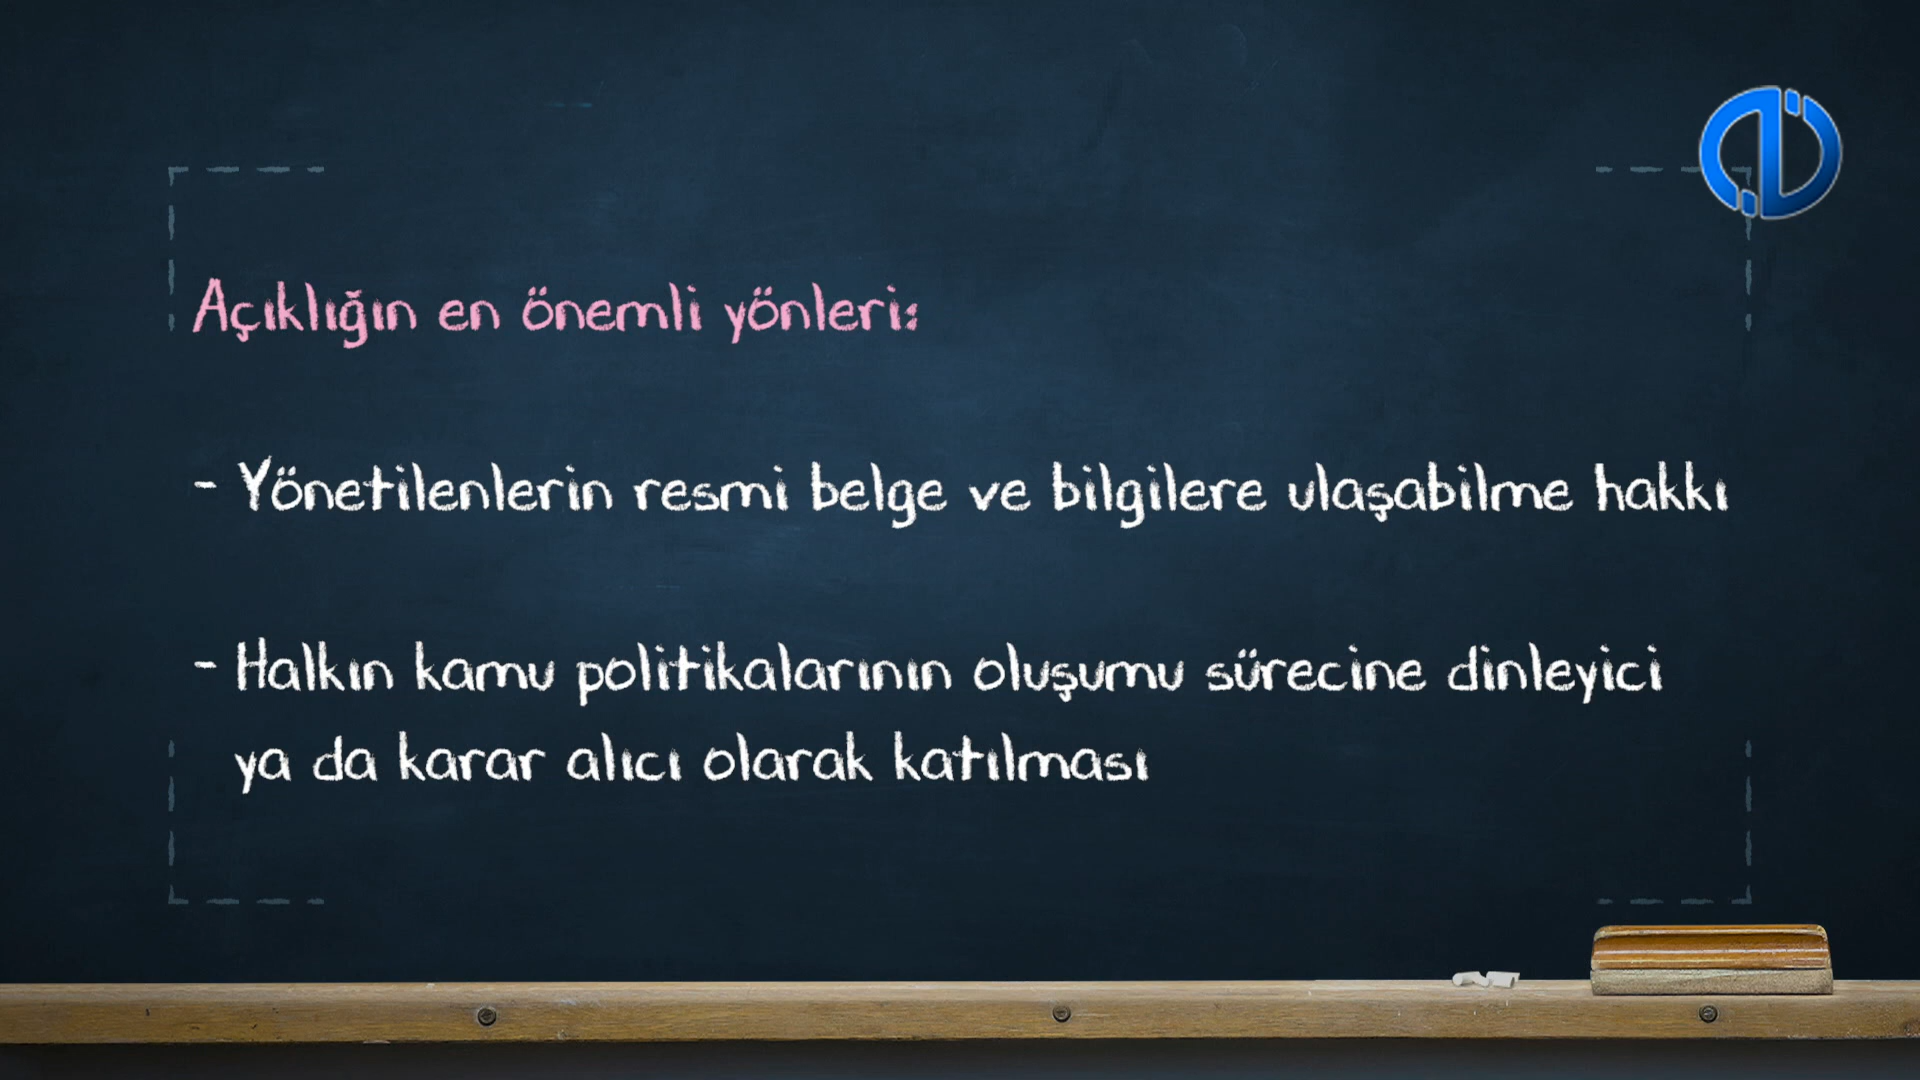 Açıklığın en önemli yönleri:
- Yönetilenlerin resmi belge ve bilgilere ulaşabilme hakkı
- Halkın kamu politikalarının oluşumu sürecine dinleyici
ya da karar alıcı olarak katılması